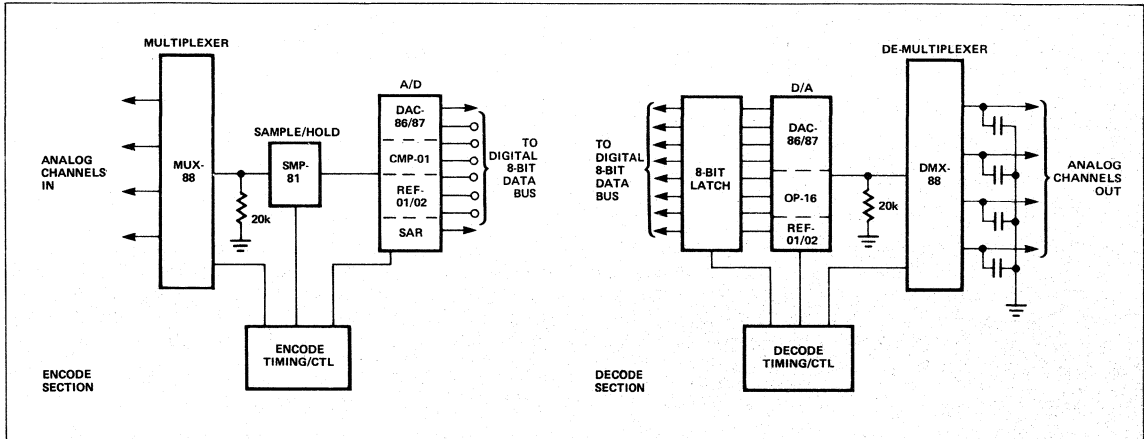 MULTIPLEXER
MUX-
88
ANALOG
CHANNELS
IN
20k
SAMPLE/HOLD
SMP-
81
A/D
DAC-
86/87
CMP-01
REF-
01/02
SAR
TO
DIGITAL
8-BIT
DATA
BUS
ENCODE
TIMING/CTL
ENCODE
SECTION
TO
DIGITAL
8-BIT
DATA
BUS
8-BIT
LATCH
D/A
DAC-
86/87
OP-16
REF-
01/02
20k
DE-MULTIPLEXER
DMX-
88
ANALOG
CHANNELS
OUT
DECODE
TIMING/CTL
DECODE
SECTION